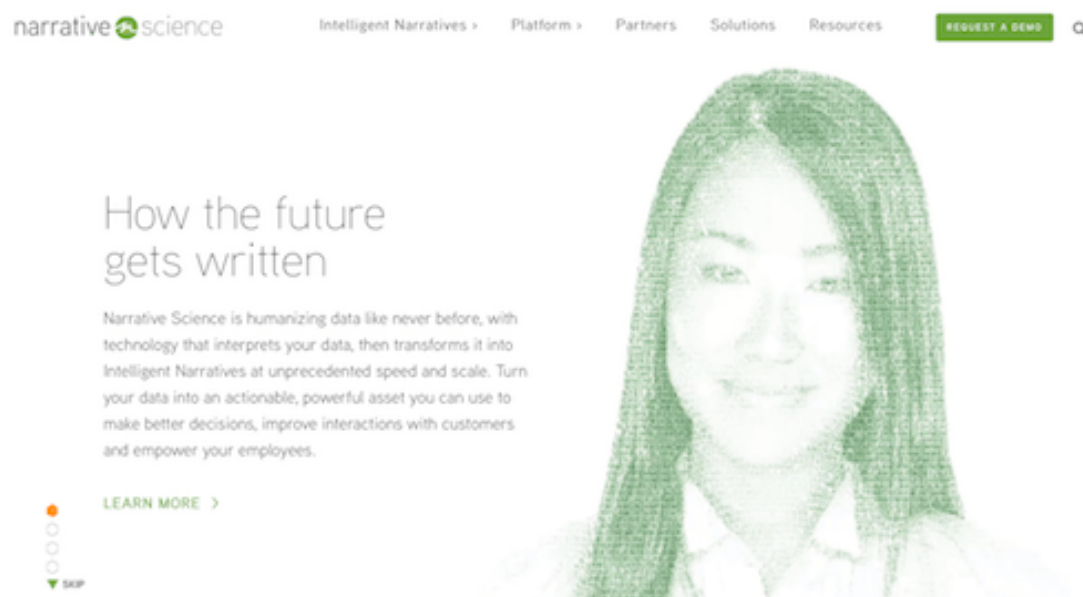 narrative science
Intelligent Narratives ›
Platform ›
Partners
Solutions
Resources
REQUEST A DEMO
How the future
gets written
Narrative Science is humanizing data like never before, with
technology that interprets your data, then transforms it into
Intelligent Narratives at unprecedented speed and scale. Turn
your data into an actionable, powerful asset you can use to
make better decisions, improve interactions with customers
and empower your employees.
LEARN MORE >
SKIP